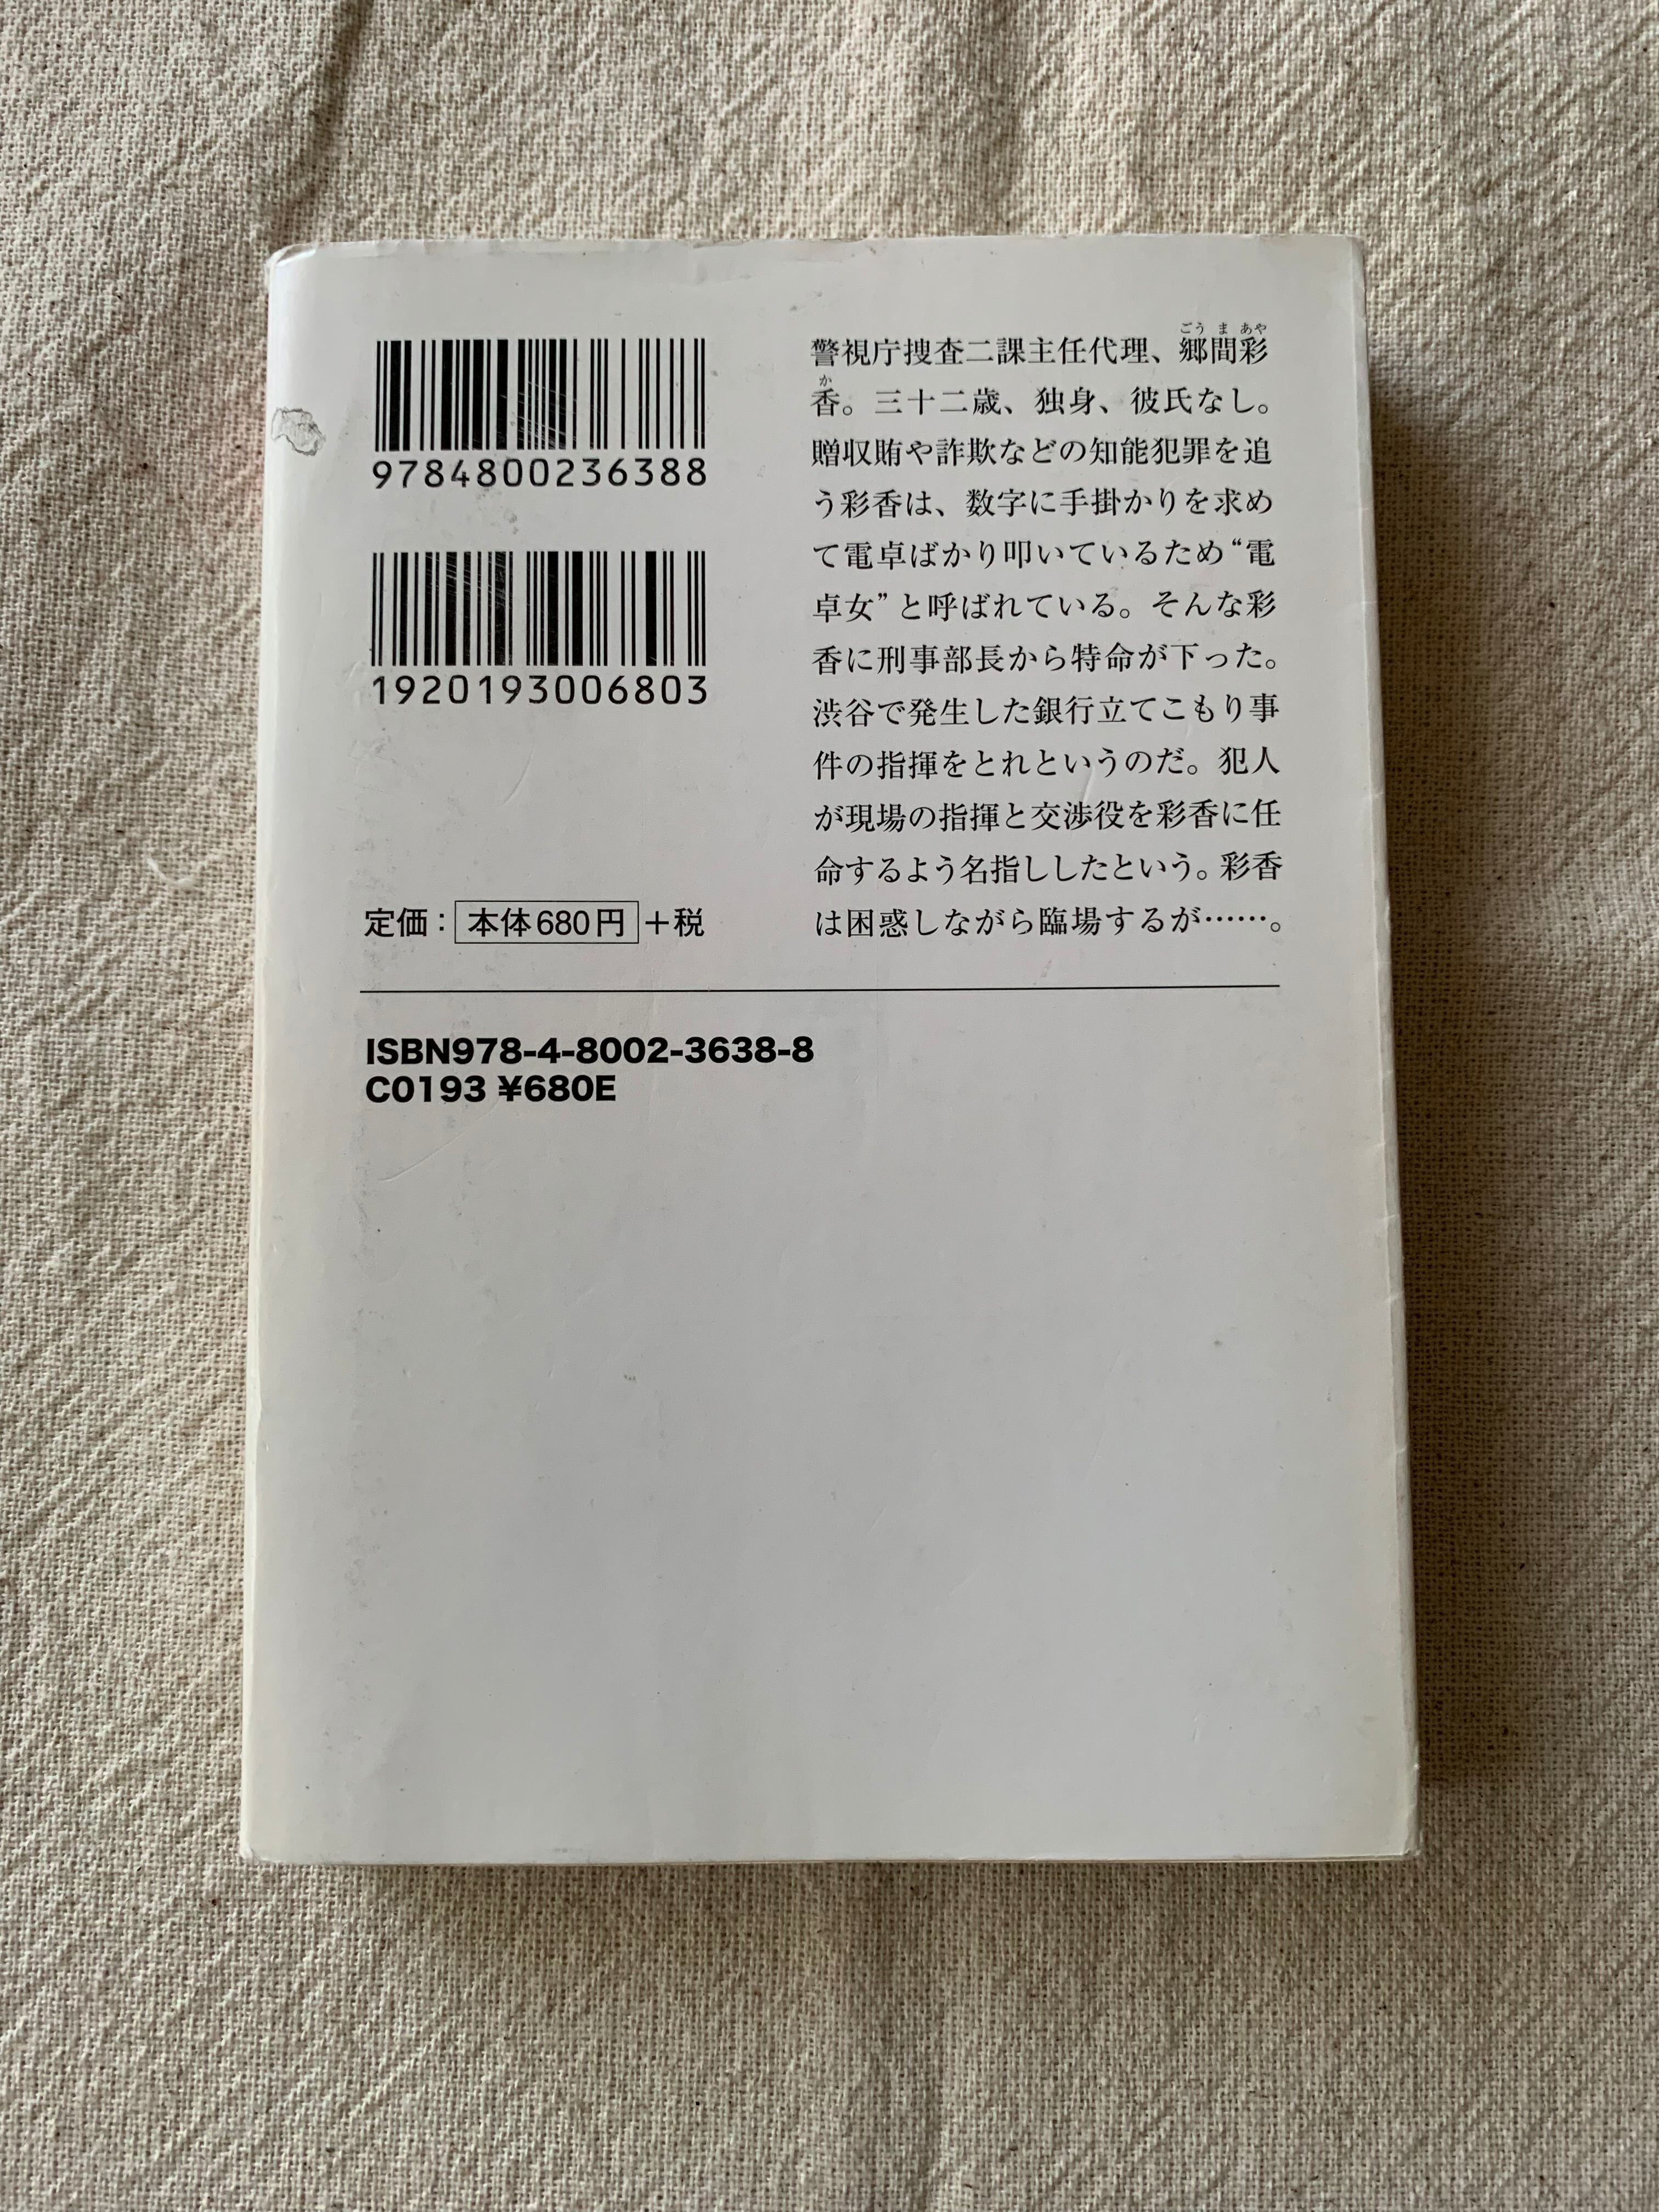 9784800236388
1920193006803
定価：本体680円＋税
ごう ま あや
警視庁捜査二課主任代理、郷間彩
か
香。三十二歳、独身、彼氏なし。
贈収賄や詐欺などの知能犯罪を追
う彩香は、数字に手掛かりを求め
て電卓ばかり叩いているため“電
卓女”と呼ばれている。そんな彩
香に刑事部長から特命が下った。
渋谷で発生した銀行立てこもり事
件の指揮をとれというのだ。犯人
が現場の指揮と交渉役を彩香に任
命するよう名指ししたという。彩香
は困惑しながら臨場するが……。
ISBN978-4-8002-3638-8
C0193 ¥680E